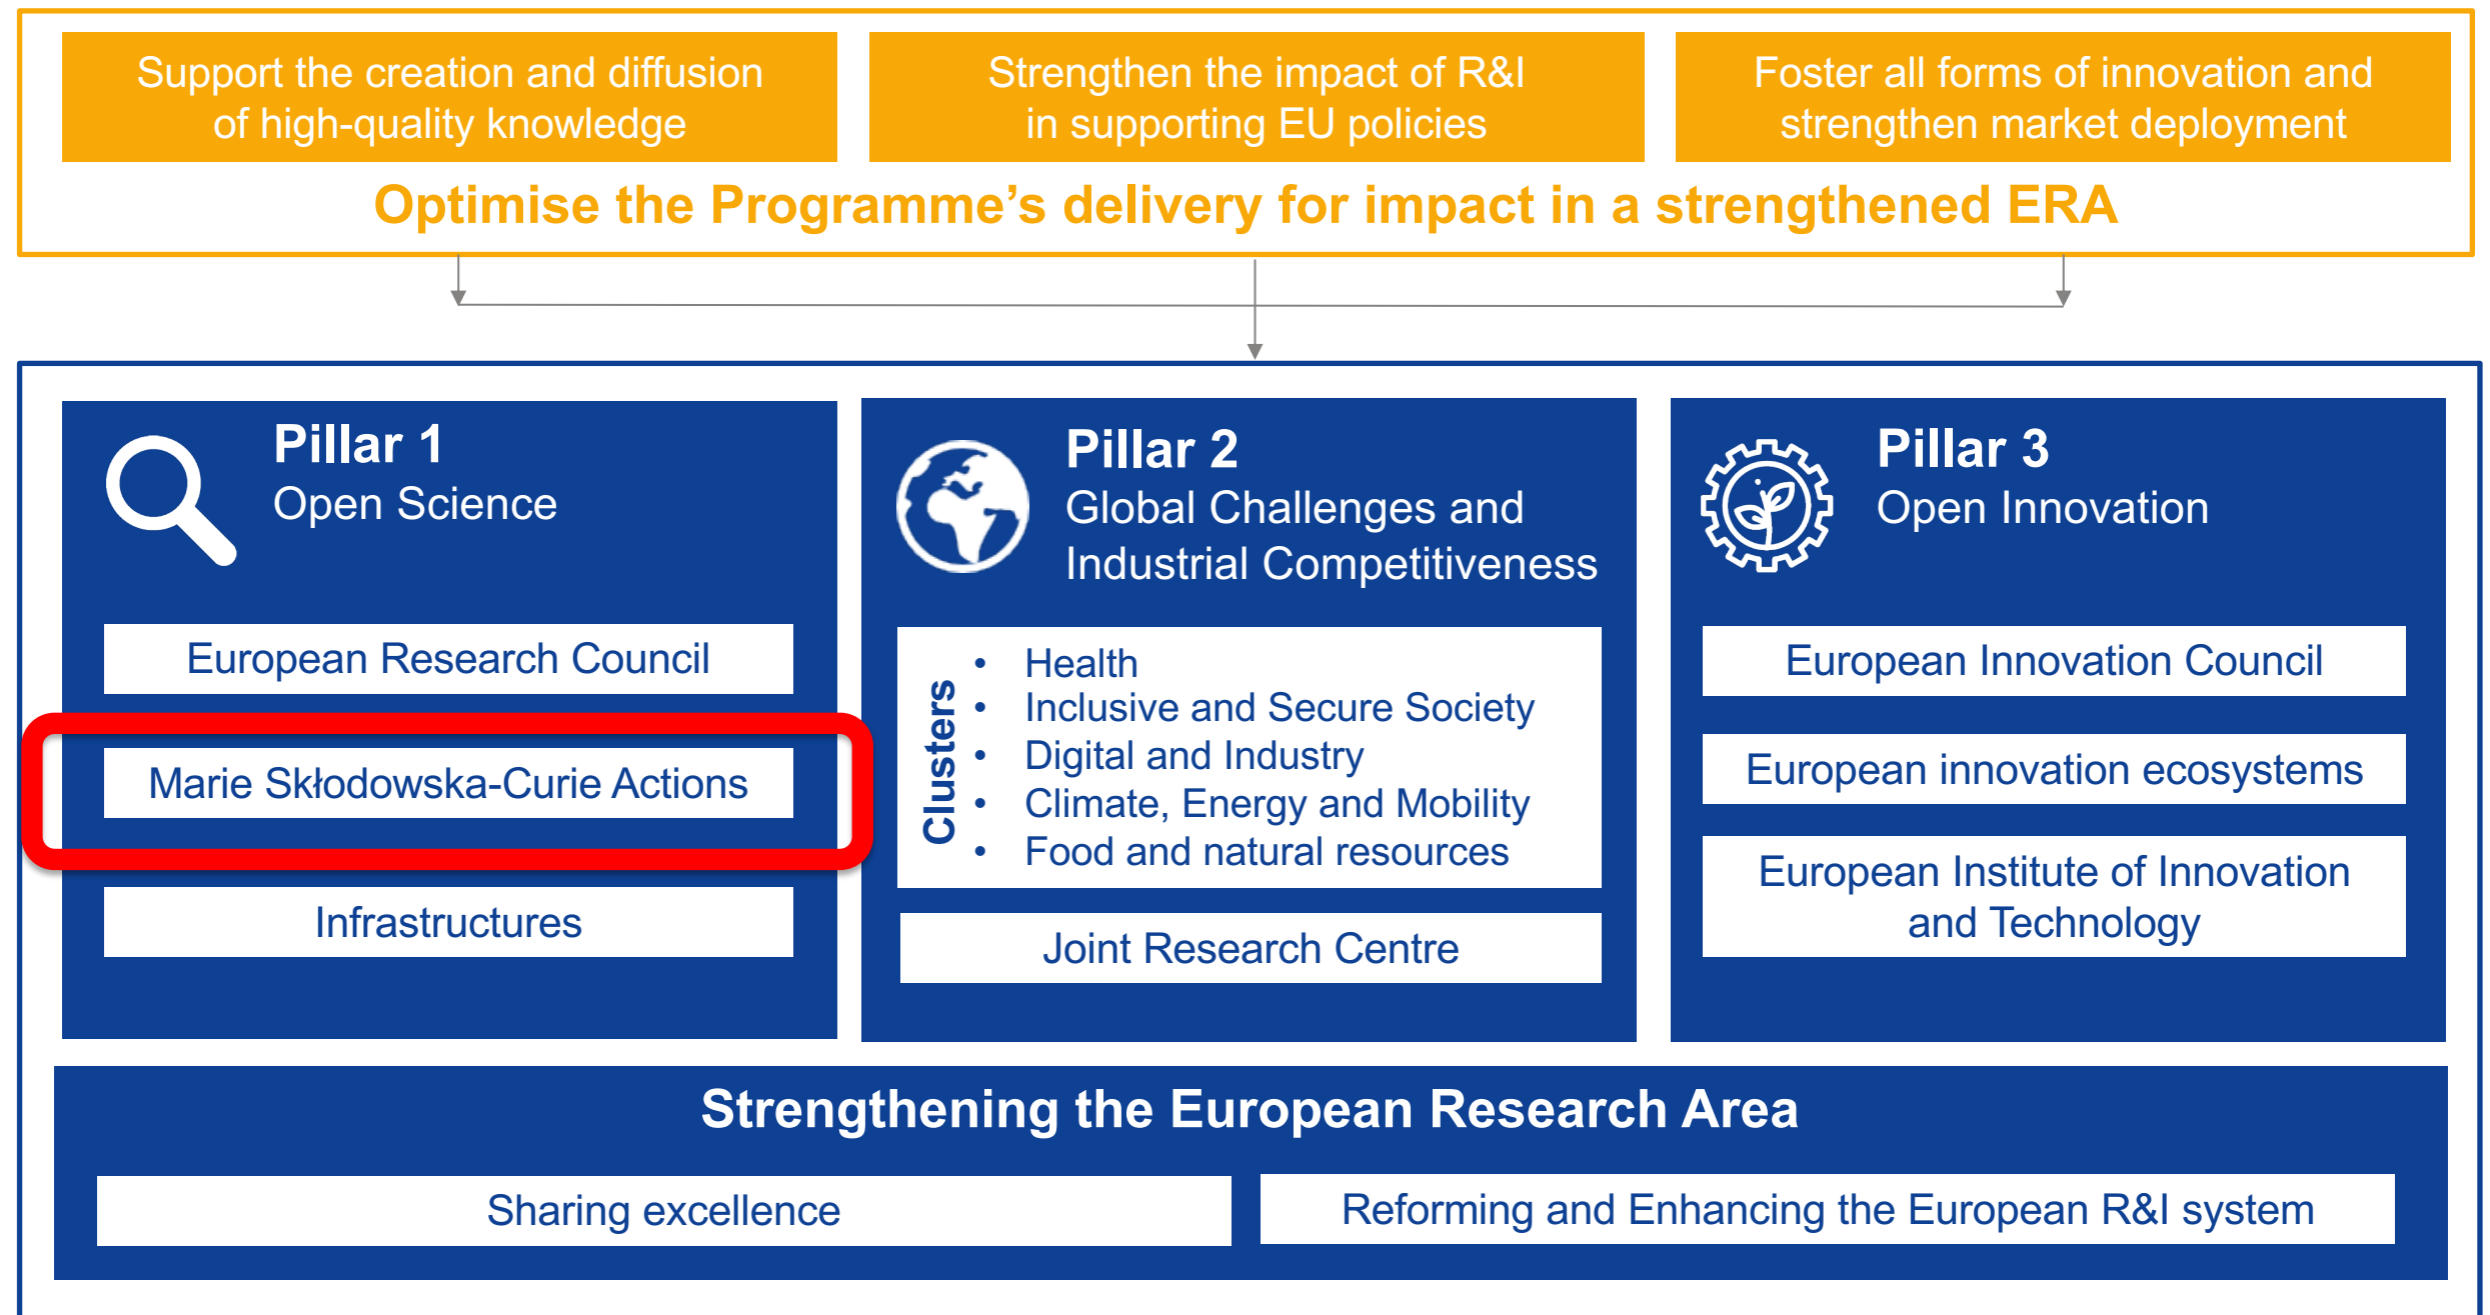 Support the creation and diffusion
of high-quality knowledge
Strengthen the impact of R&I
in supporting EU policies
Foster all forms of innovation and
strengthen market deployment
Optimise the Programme’s delivery for impact in a strengthened ERA
Pillar 1
Open Science
European Research Council
Marie Skłodowska-Curie Actions
Infrastructures
Pillar 2
Global Challenges and
Industrial Competitiveness
Clusters
• Health
• Inclusive and Secure Society
• Digital and Industry
• Climate, Energy and Mobility
• Food and natural resources
Joint Research Centre
Pillar 3
Open Innovation
European Innovation Council
European innovation ecosystems
European Institute of Innovation
and Technology
Strengthening the European Research Area
Sharing excellence
Reforming and Enhancing the European R&I system